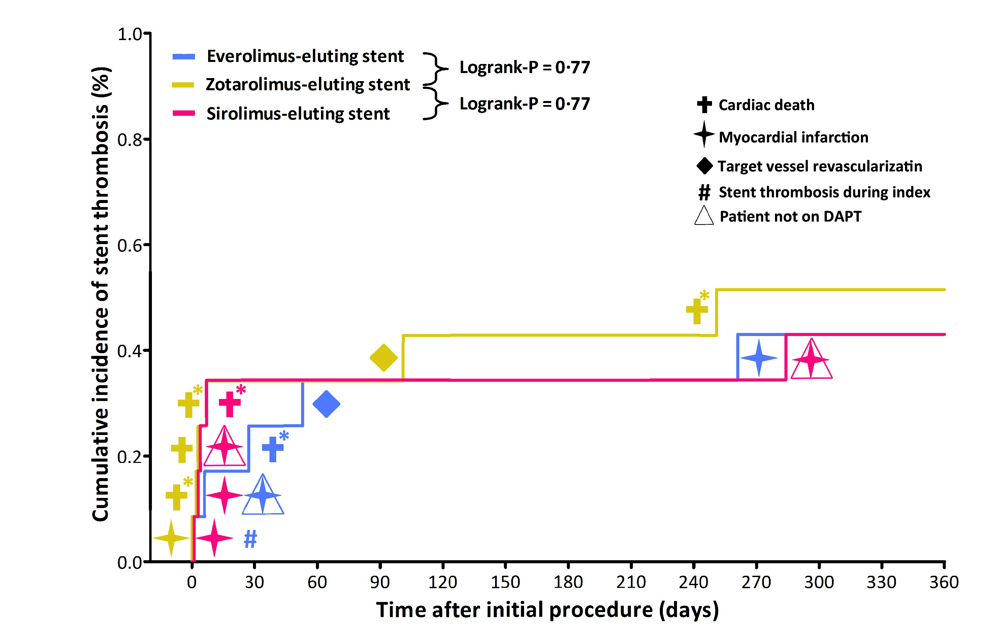 Cumulative incidence of stent thrombosis (%)
1.0
0.8
0.6
0.4
0.2
0.0
Everolimus-eluting stent
Zotarolimus-eluting stent
Sirolimus-eluting stent
Logrank-P = 0·77
Logrank-P = 0·77
Cardiac death
Myocardial infarction
Target vessel revascularizatin
# Stent thrombosis during index
Patient not on DAPT
*
*
*
*
*
*
#
0 30 60 90 120 150 180 210 240 270 300 330 360
Time after initial procedure (days)